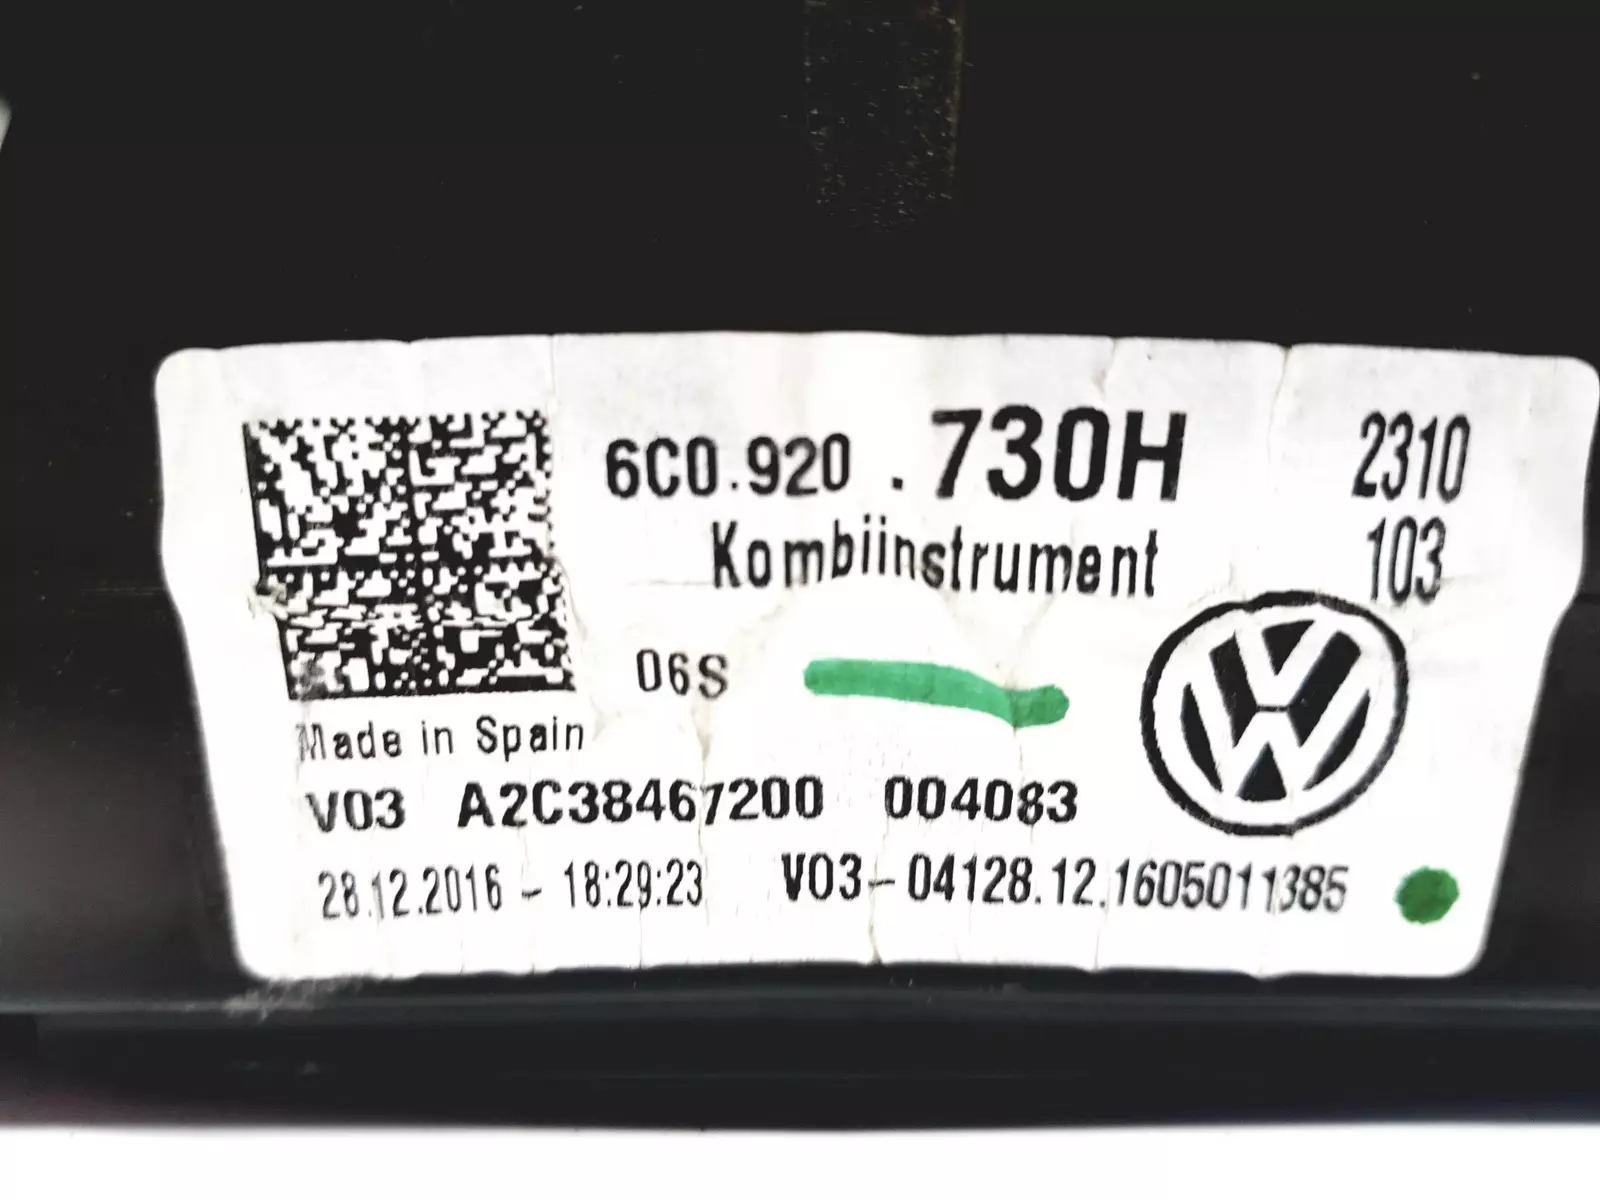 6C0.920 .730H 2310
Kombiinstrument 103
06S
Made in Spain
V03 A2C38467200 004083
28.12.2016 - 18:29:23 V03-04128.12.1605011385